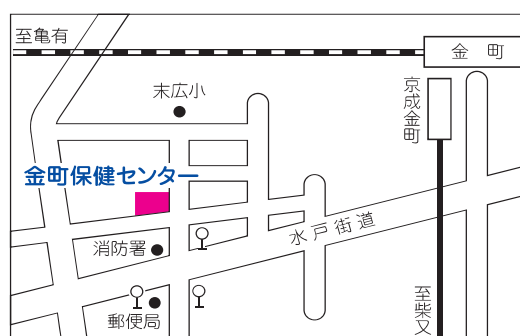 至亀有
金町
京成金町
末広小
金町保健センター
水戸街道
消防署
郵便局
至柴又